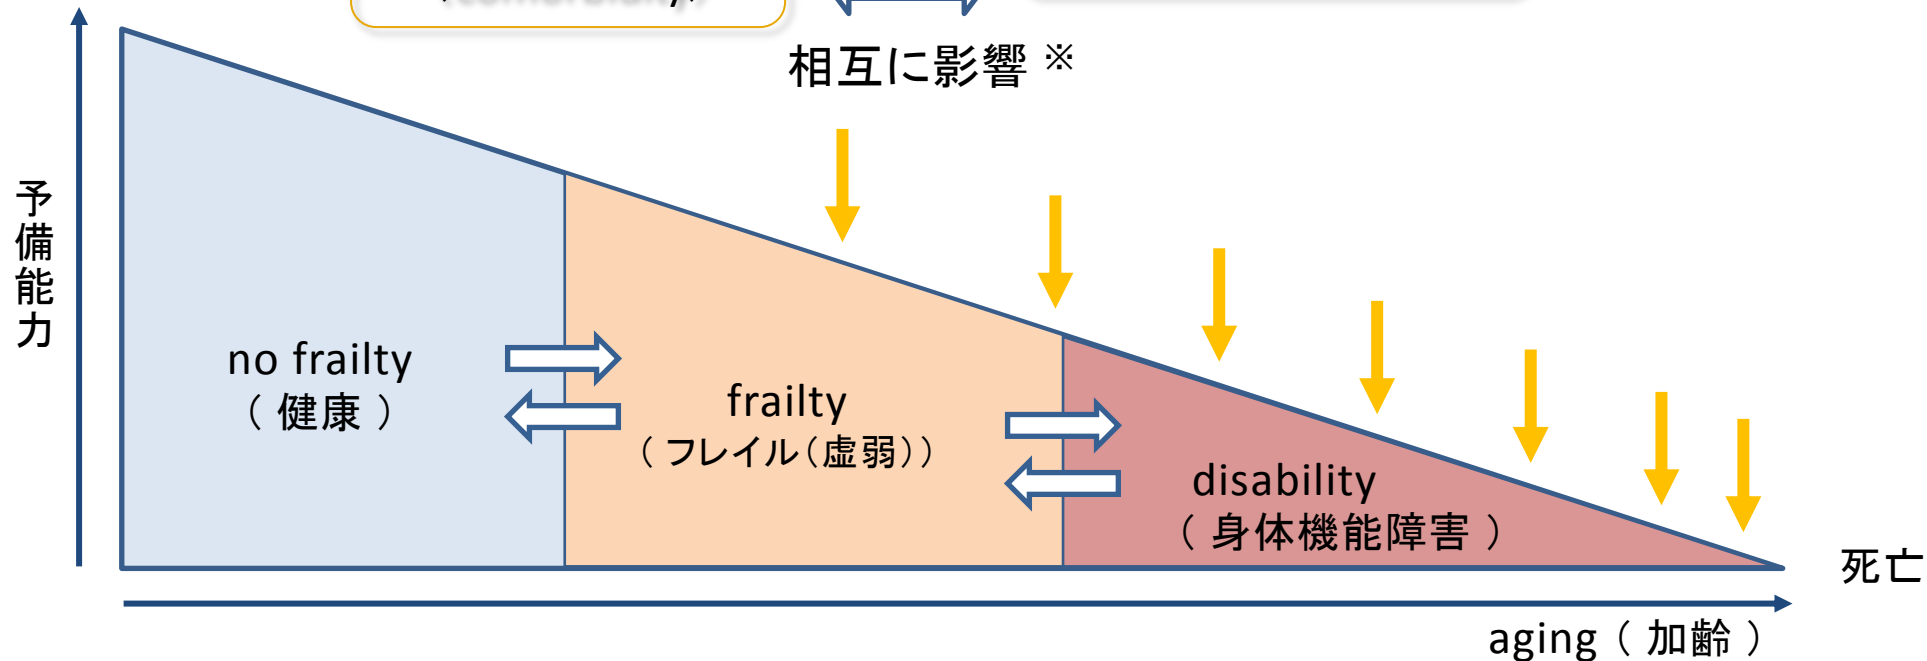 相互に影響 ※
予備能力
no frailty
（ 健康 ）
frailty
（ フレイル（虚弱））
disability
（ 身体機能障害 ）
死亡
aging （ 加齢 ）